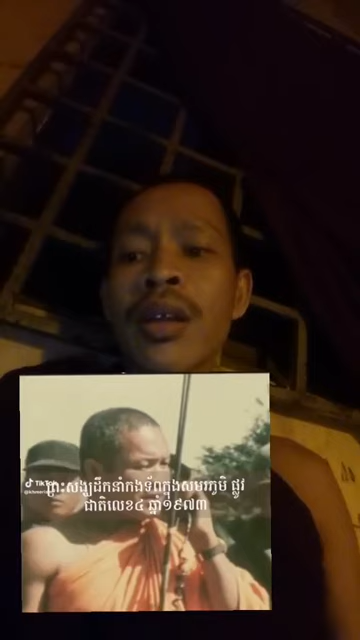 TikTok
ព្រះសង្ឃដឹកនាំកងទ័ពក្នុងសមរភូមិ ផ្លូវ
ជាតិលេខ៤ ឆ្នាំ១៩៧៣